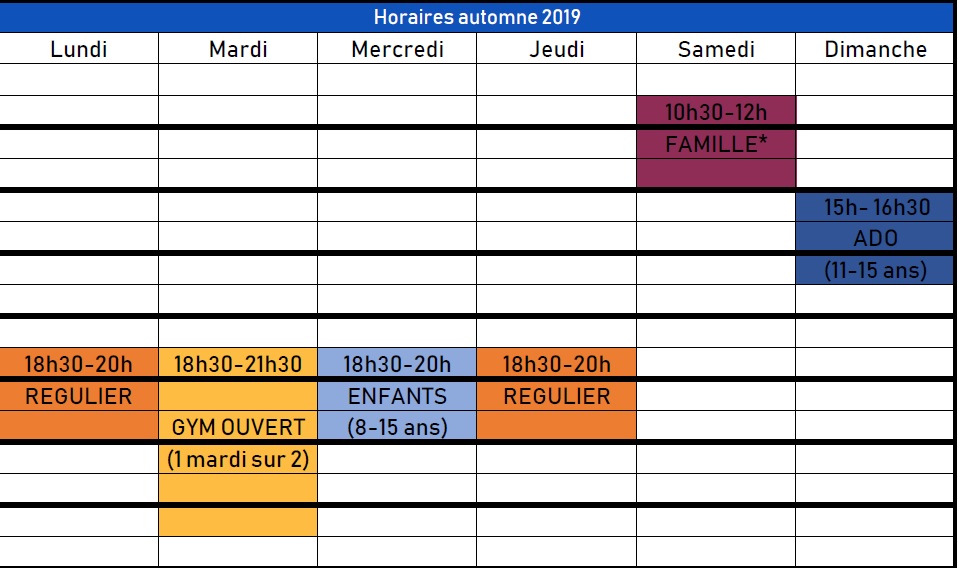 Horaires automne 2019
Lundi Mardi Mercredi Jeudi Samedi Dimanche
10h30-12h
FAMILLE*
15h- 16h30
ADO
(11-15 ans)
18h30-20h 18h30-21h30 18h30-20h 18h30-20h
REGULIER ENFANTS REGULIER
GYM OUVERT (8-15 ans)
(1 mardi sur 2)